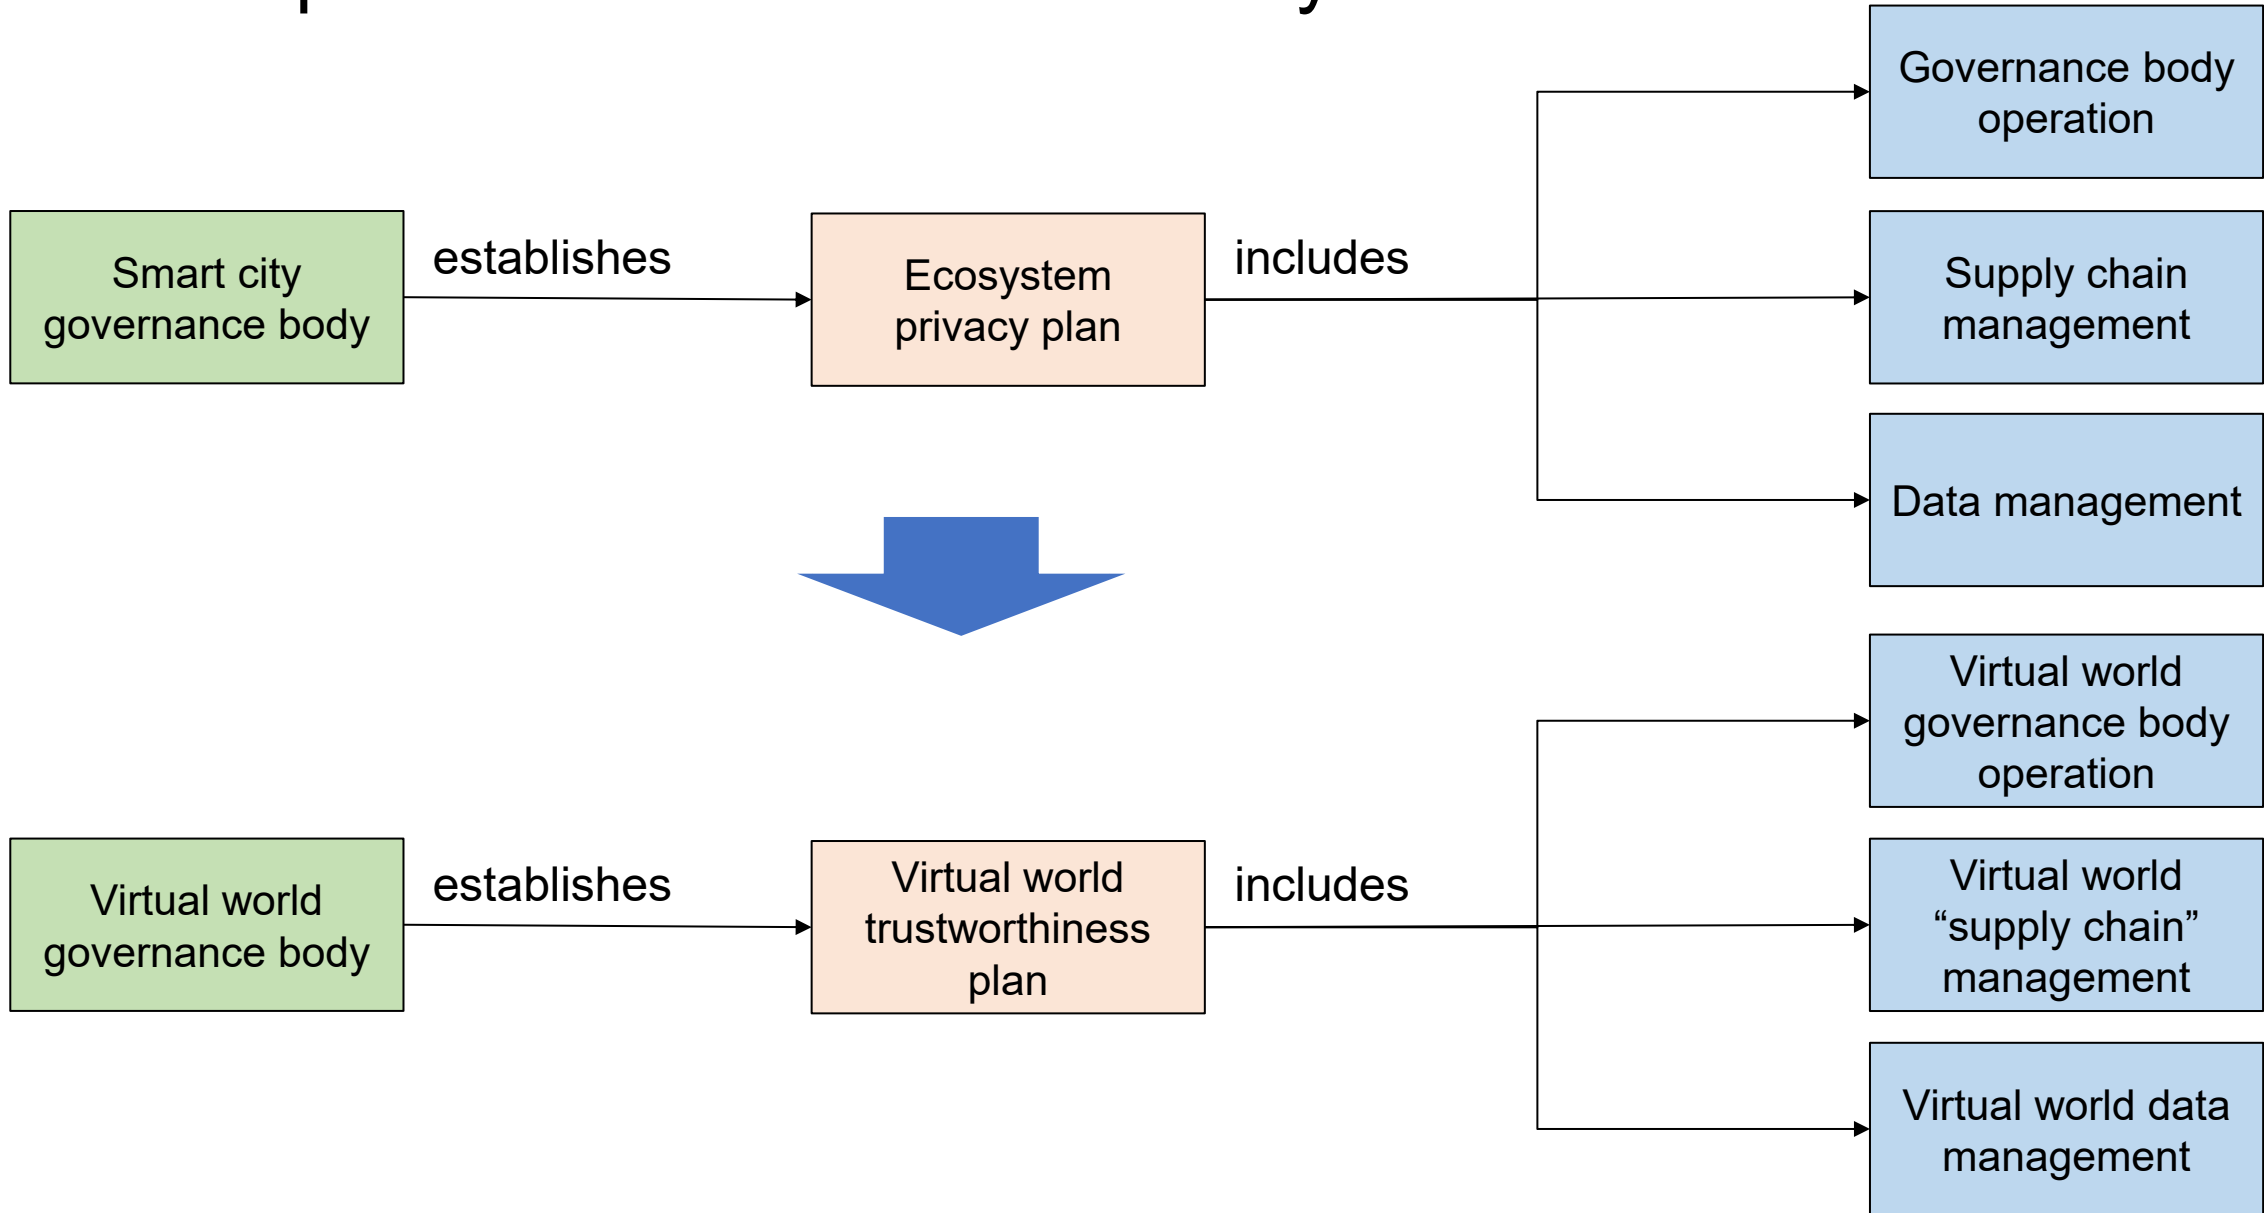 Governance body
operation
Smart city
governance body
establishes
Ecosystem
privacy plan
includes
Supply chain
management
Data management
Virtual world
governance body
operation
Virtual world
governance body
establishes
Virtual world
trustworthiness
plan
includes
Virtual world
“supply chain”
management
Virtual world data
management